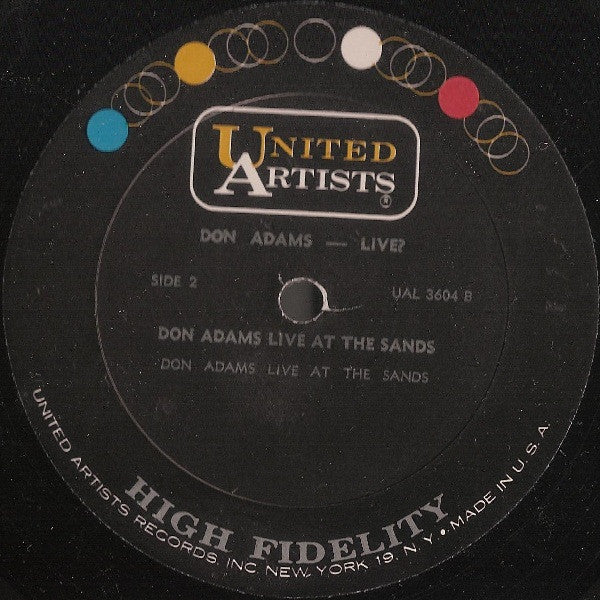 UNITED
ARTISTS
®
DON ADAMS — LIVE?
SIDE 2
UAL 3604 B
DON ADAMS LIVE AT THE SANDS
DON ADAMS LIVE AT THE SANDS
HIGH FIDELITY
UNITED ARTISTS RECORDS, INC. NEW YORK 19, N.Y. • MADE IN U.S.A.